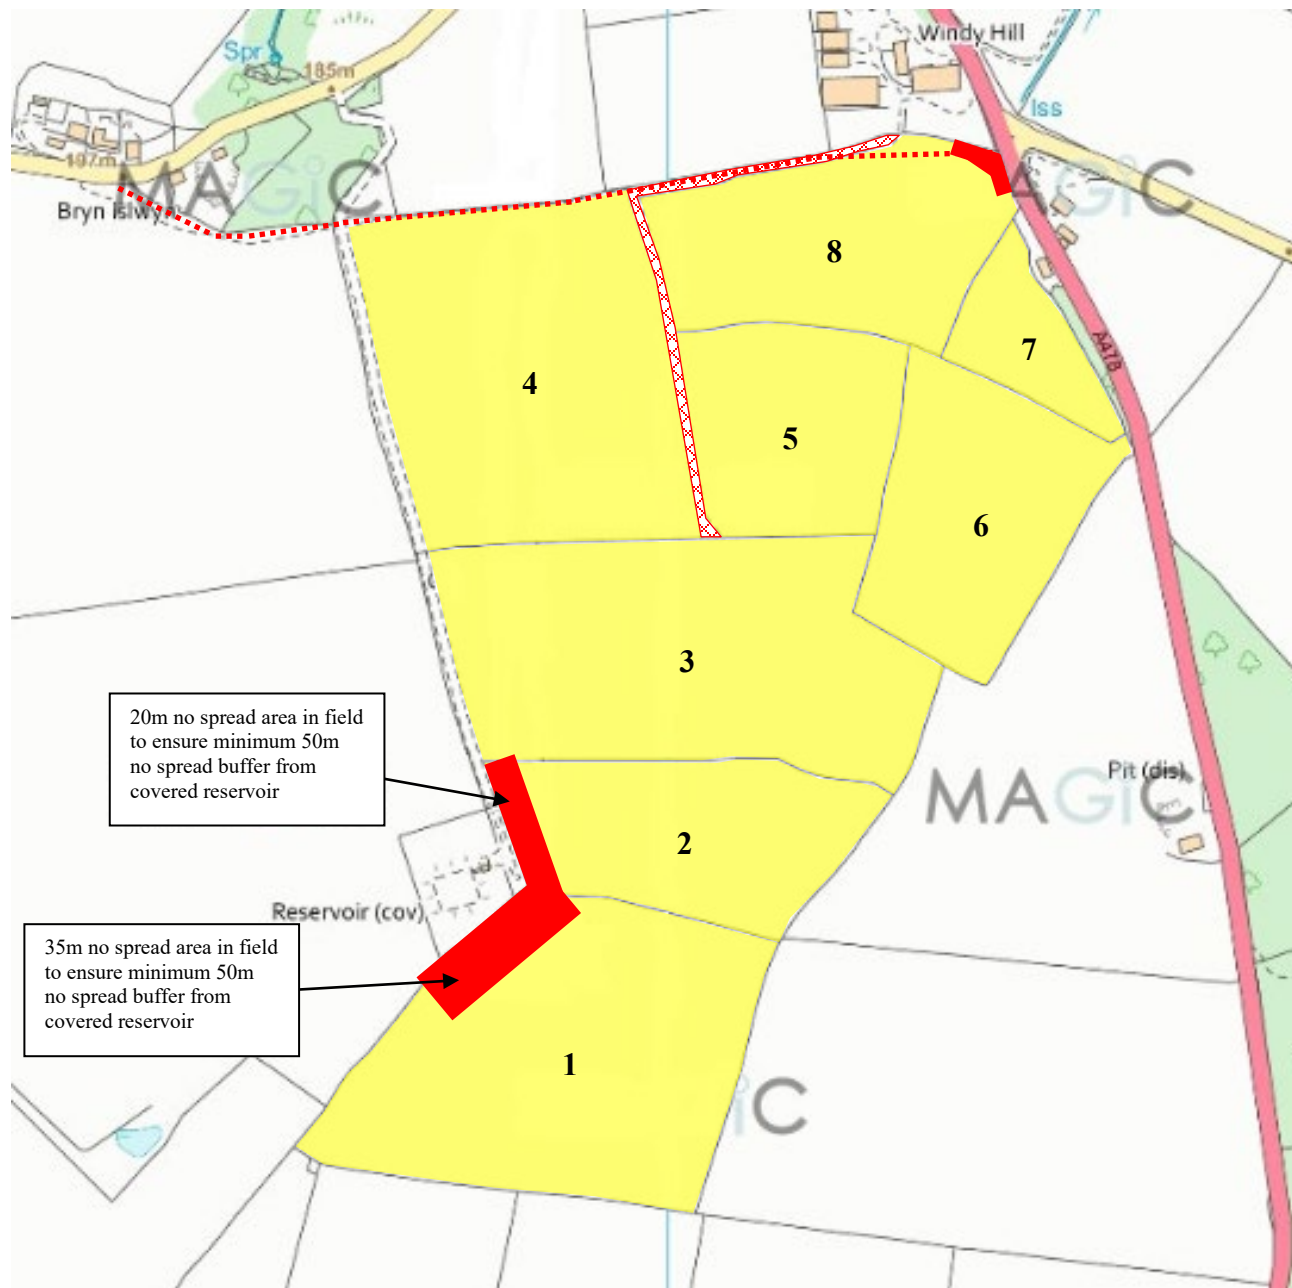 Windy Hill
Spr
185m
Iss
197m
MAGiC
MAGiC
Bryn Islwyn
8
7
A478
4
5
6
3
20m no spread area in field
to ensure minimum 50m
no spread buffer from
covered reservoir
Pit (dis)
MAGiC
2
Reservoir (cov)
35m no spread area in field
to ensure minimum 50m
no spread buffer from
covered reservoir
1
iC